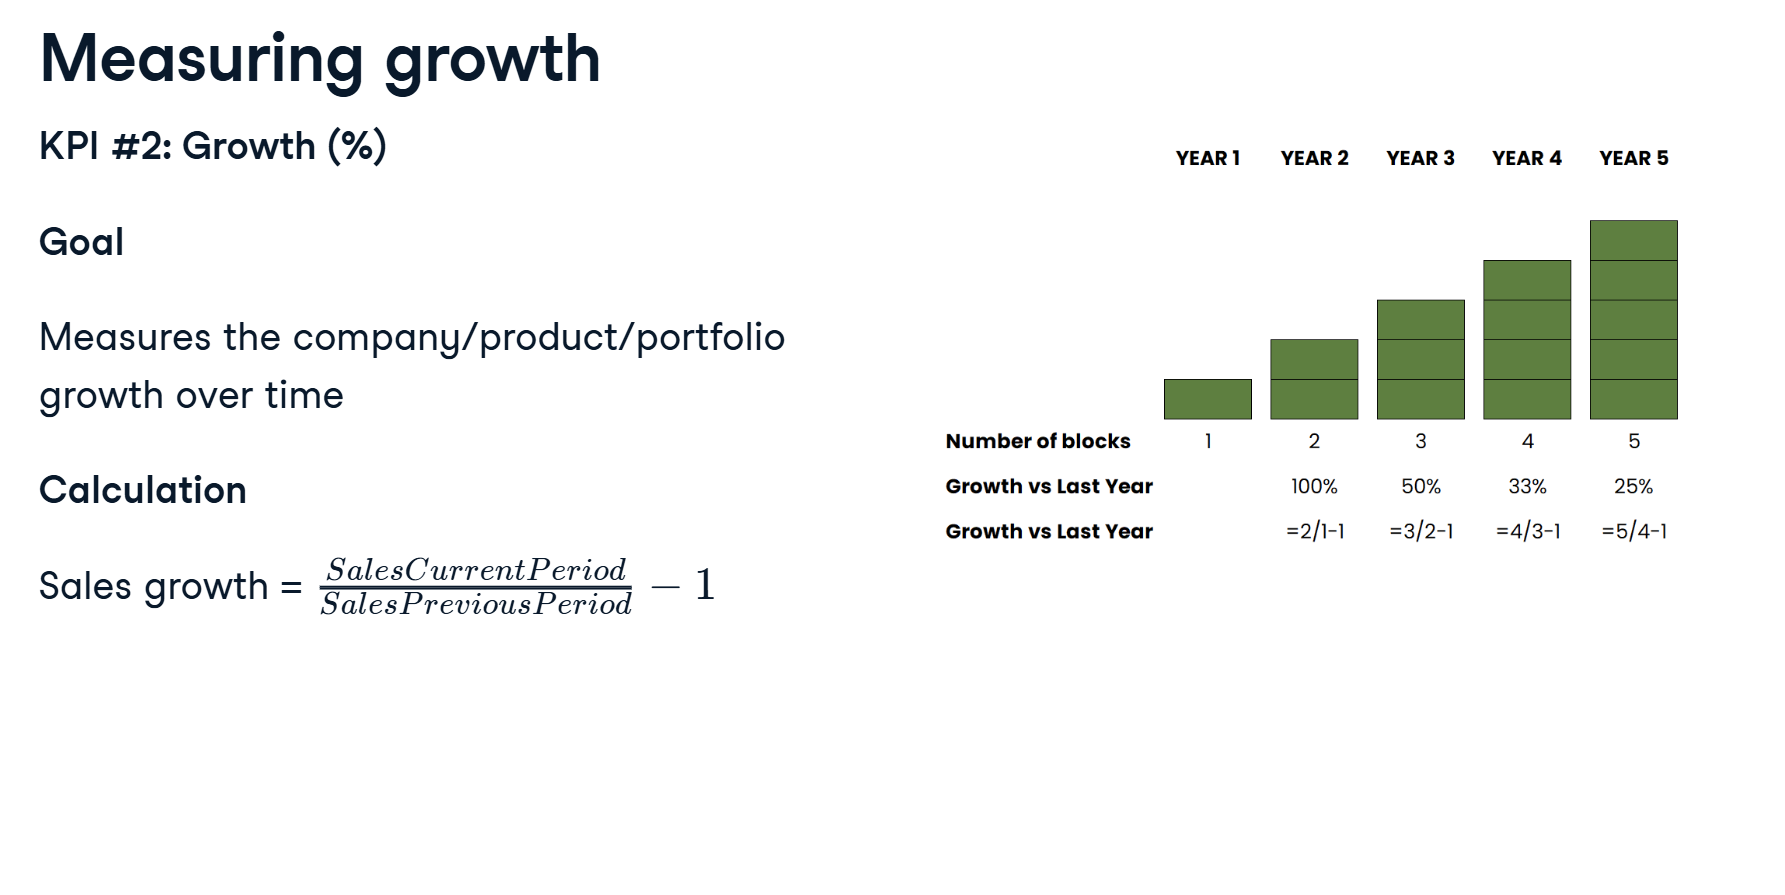 Measuring growth
KPI #2: Growth (%)
Goal
Measures the company/product/portfolio
growth over time
Calculation
Sales growth = SalesCurrentPeriod / SalesPreviousPeriod − 1
YEAR 1 YEAR 2 YEAR 3 YEAR 4 YEAR 5
Number of blocks 1 2 3 4 5
Growth vs Last Year 100% 50% 33% 25%
Growth vs Last Year =2/1-1 =3/2-1 =4/3-1 =5/4-1